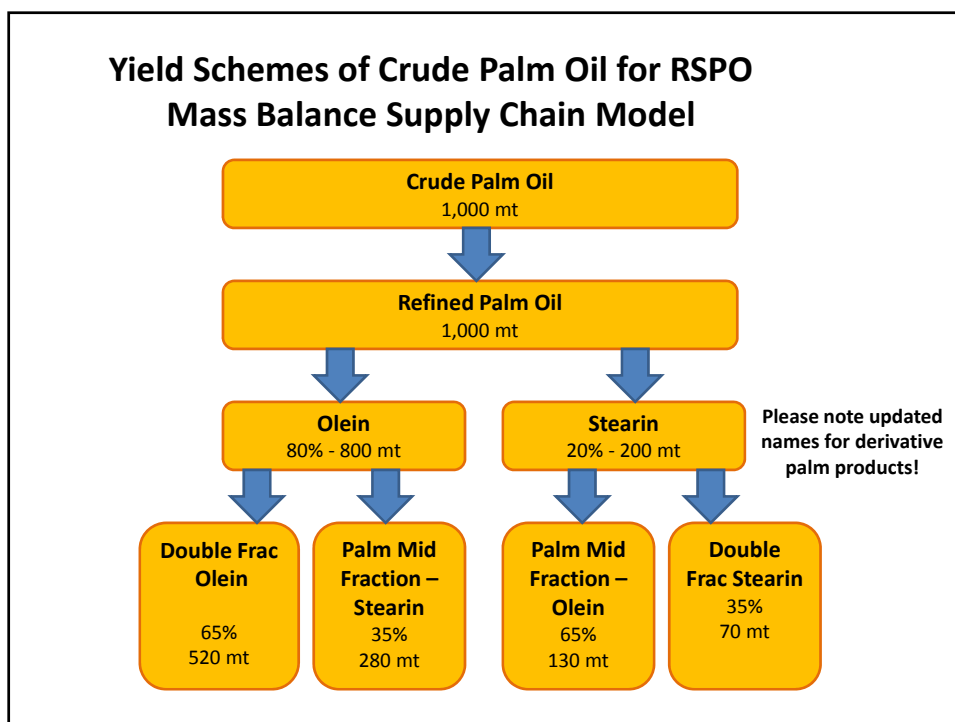 Yield Schemes of Crude Palm Oil for RSPO
Mass Balance Supply Chain Model
Crude Palm Oil
1,000 mt
Refined Palm Oil
1,000 mt
Olein
80% - 800 mt
Stearin
20% - 200 mt
Please note updated
names for derivative
palm products!
Double Frac
Olein
65%
520 mt
Palm Mid
Fraction –
Stearin
35%
280 mt
Palm Mid
Fraction –
Olein
65%
130 mt
Double
Frac Stearin
35%
70 mt